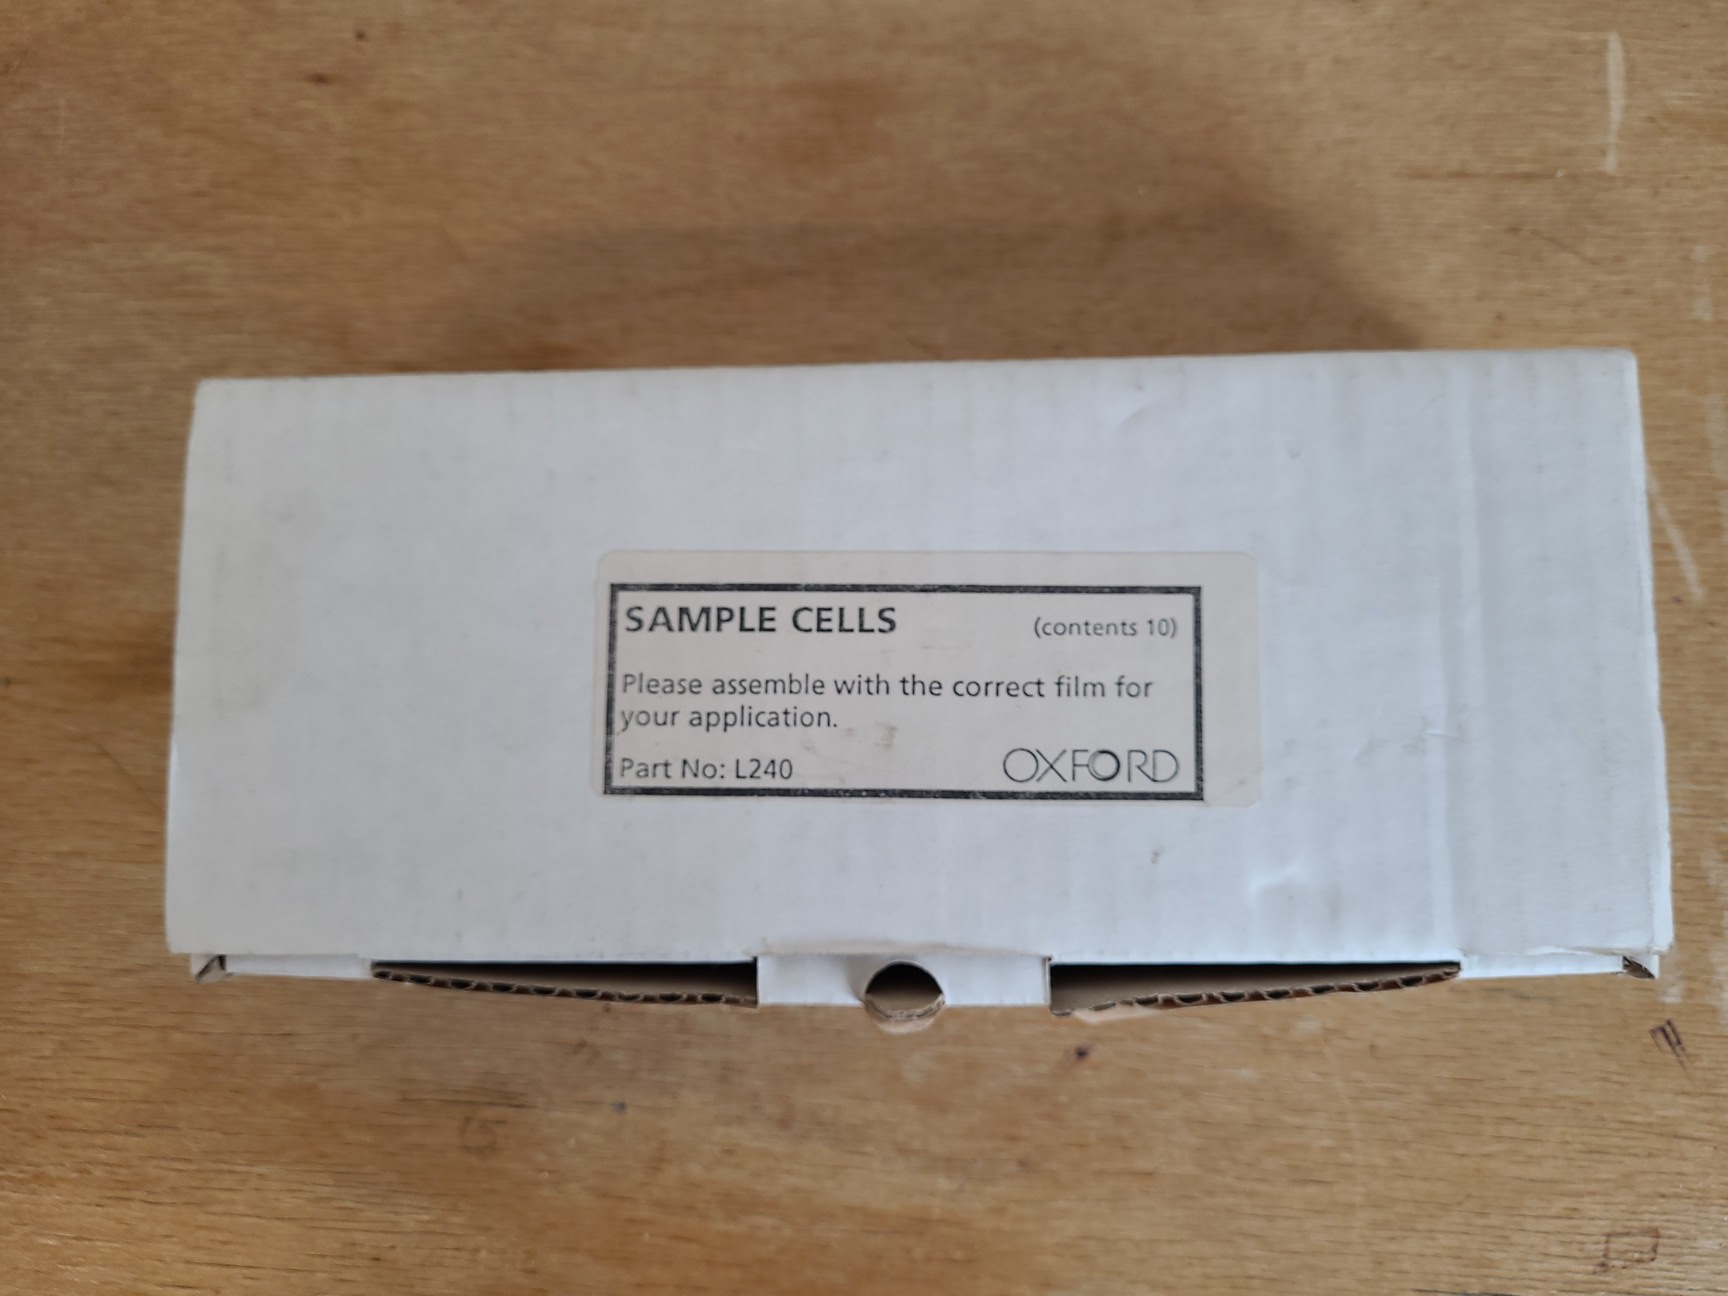 SAMPLE CELLS (contents 10)
Please assemble with the correct film for
your application.
Part No: L240 OXFORD